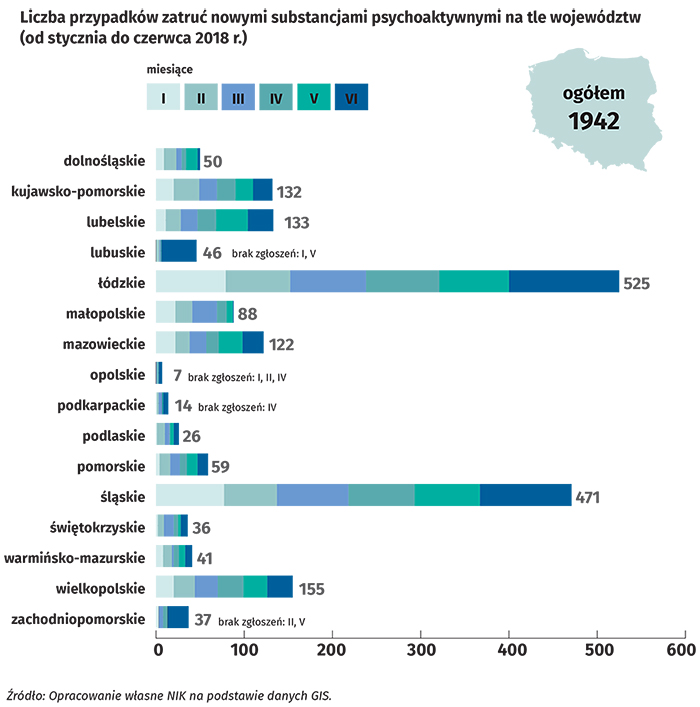 Liczba przypadków zatruć nowymi substancjami psychoaktywnymi na tle województw
(od stycznia do czerwca 2018 r.)
miesiące
I II III IV V VI
ogółem
1942
dolnośląskie 50
kujawsko-pomorskie 132
lubelskie 133
lubuskie 46 brak zgłoszeń: I, V
łódzkie 525
małopolskie 88
mazowieckie 122
opolskie 7 brak zgłoszeń: I, II, IV
podkarpackie 14 brak zgłoszeń: IV
podlaskie 26
pomorskie 59
śląskie 471
świętokrzyskie 36
warmińsko-mazurskie 41
wielkopolskie 155
zachodniopomorskie 37 brak zgłoszeń: II, V
0 100 200 300 400 500 600
Źródło: Opracowanie własne NIK na podstawie danych GIS.